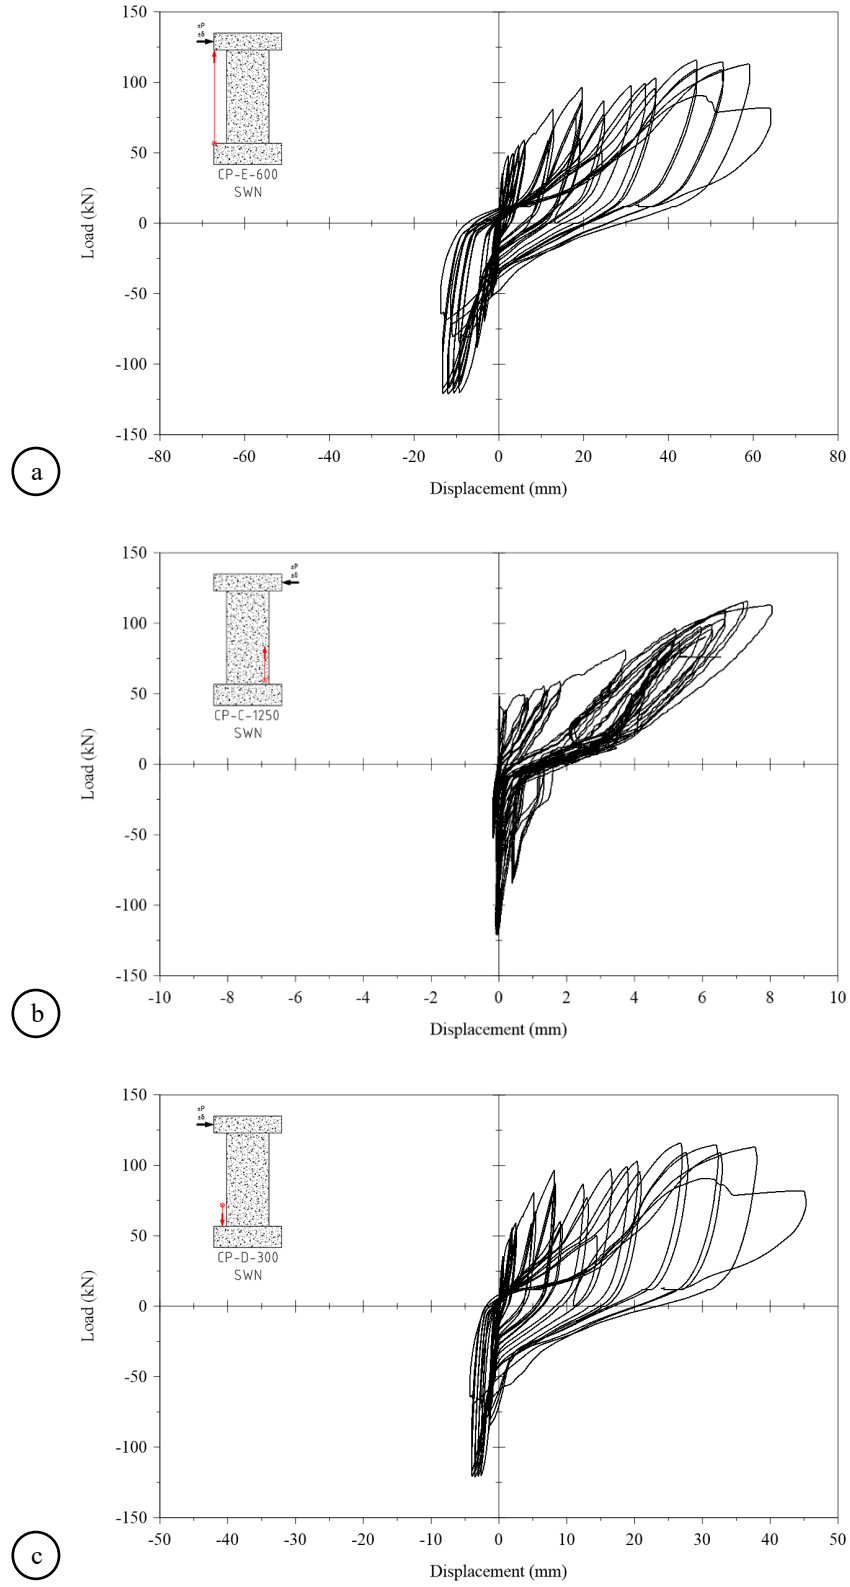 150
100
50
0
-50
-100
-150
Load (kN)
±P
±δ
CP-E-600
SWN
-80 -60 -40 -20 0 20 40 60 80
Displacement (mm)
a
150
100
50
0
-50
-100
-150
Load (kN)
±P
±δ
CP-C-1250
SWN
-10 -8 -6 -4 -2 0 2 4 6 8 10
Displacement (mm)
b
150
100
50
0
-50
-100
-150
Load (kN)
±P
±δ
CP-D-300
SWN
-50 -40 -30 -20 -10 0 10 20 30 40 50
Displacement (mm)
c